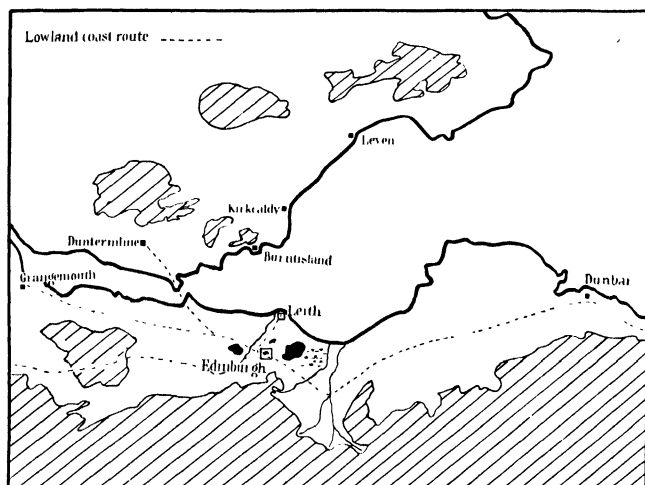 Lowland coast route
Leven
Kirkcaldy
Dunfermline
Burntisland
Grangemouth
Dunbar
Leith
Edinburgh